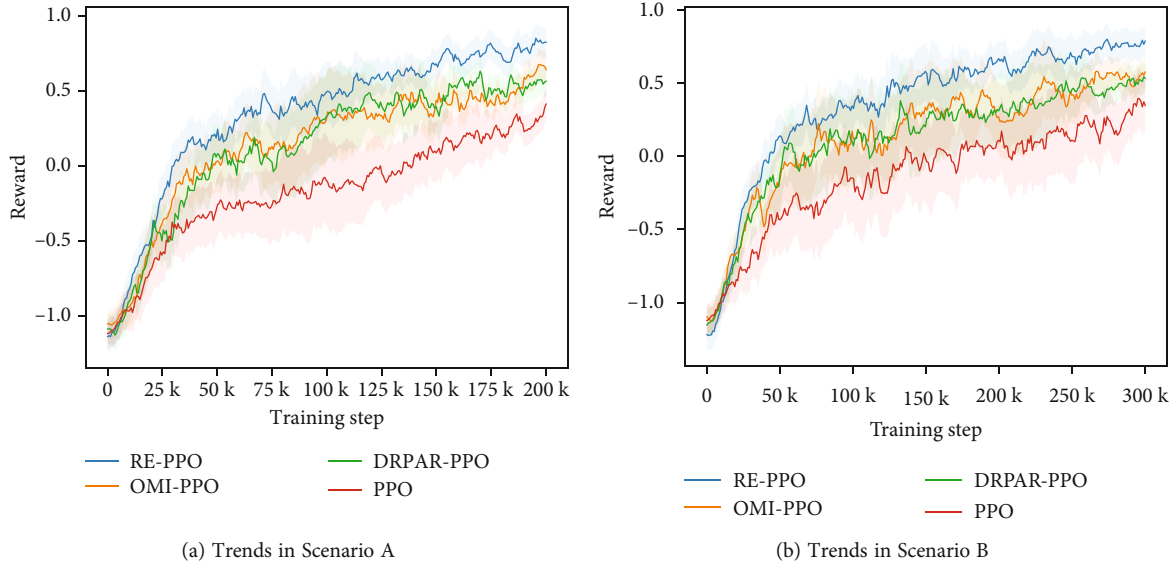 1.0
0.5
0.0
–0.5
–1.0
Reward
0 25 k 50 k 75 k 100 k 125 k 150 k 175 k 200 k
Training step
RE-PPO DRPAR-PPO
OMI-PPO PPO
(a) Trends in Scenario A
1.0
0.5
0.0
–0.5
–1.0
Reward
0 50 k 100 k 150 k 200 k 250 k 300 k
Training step
RE-PPO DRPAR-PPO
OMI-PPO PPO
(b) Trends in Scenario B